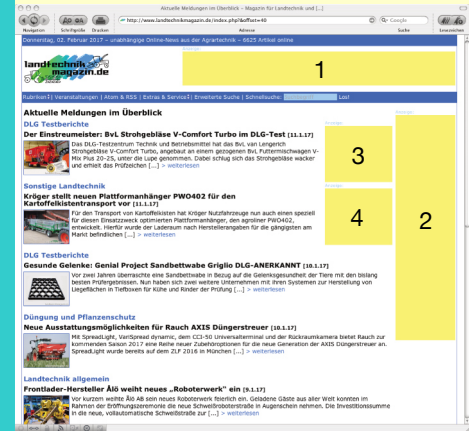 Aktuelle Meldungen im Überblick – Magazin für Landtechnik und [...]
http://www.landtechnikmagazin.de/index.php?&offset=40
Google
Navigation Schriftgröße Drucken Adresse Suche Lesezeichen
Donnerstag, 02. Februar 2017 – unabhängige Online-News aus der Agrartechnik – 6625 Artikel online
Anzeige:
landtechnik
magazin.de
1
Rubriken | Veranstaltungen | Atom & RSS | Extras & Service | Erweiterte Suche | Schnellsuche: Los!
Aktuelle Meldungen im Überblick
DLG Testberichte
Der Einstreumeister: BvL Strohgebläse V-Comfort Turbo im DLG-Test [11.1.17]
Das DLG-Testzentrum Technik und Betriebsmittel hat das BvL van Lengerich
Strohgebläse V-Comfort Turbo, angebaut an einem gezogenen BvL Futtermischwagen V-
Mix Plus 20-2S, unter die Lupe genommen. Dabei schlug sich das Strohgebläse wacker
und erhielt das Prüfzeichen [...] > weiterlesen
Anzeige:
3
Anzeige:
2
Sonstige Landtechnik
Kröger stellt neuen Plattformanhänger PWO402 für den
Kartoffelkistentransport vor [11.1.17]
Für den Transport von Kartoffelkisten hat Kröger Nutzfahrzeuge nun auch einen speziell
für diesen Einsatzzweck optimierten Plattformanhänger, den agroliner PWO402,
entwickelt. Hierfür wurde der Laderaum nach Herstellerangaben für die gängigsten am
Markt befindlichen [...] > weiterlesen
Anzeige:
4
DLG Testberichte
Gesunde Gelenke: Genial Project Sandbettwabe Griglio DLG-ANERKANNT [10.1.17]
Vor zwei Jahren überraschte eine Sandbettwabe in Bezug auf die Gelenksgesundheit der Tiere mit den bislang
besten Prüfergebnissen. Nun haben sich zwei weitere Unternehmen mit ihren Systemen zur Herstellung von
Liegeflächen in Tiefboxen für Kühe und Rinder der Prüfung [...] > weiterlesen
Düngung und Pflanzenschutz
Neue Ausstattungsmöglichkeiten für Rauch AXIS Düngerstreuer [10.1.17]
Mit SpreadLight, VariSpread dynamic, dem CCI-50 Universalterminal und der Rückraumkamera bietet Rauch zur
kommenden Saison 2017 eine Reihe neuer Zubehöroptionen für die neue Generation der AXIS Düngerstreuer an.
SpreadLight wurde bereits auf dem ZLF 2016 in München [...] > weiterlesen
Landtechnik allgemein
Frontlader-Hersteller Ålö weiht neues „Roboterwerk“ ein [9.1.17]
Vor kurzem weihte Ålö AB sein neues Roboterwerk feierlich ein. Geladene Gäste aus aller Welt konnten im
Rahmen der Eröffnungszeremonie die neue Schweißroboterstraße in Augenschein nehmen. Die Investitionssumme
in die neue, vollautomatische Schweißstraße zur [...] > weiterlesen